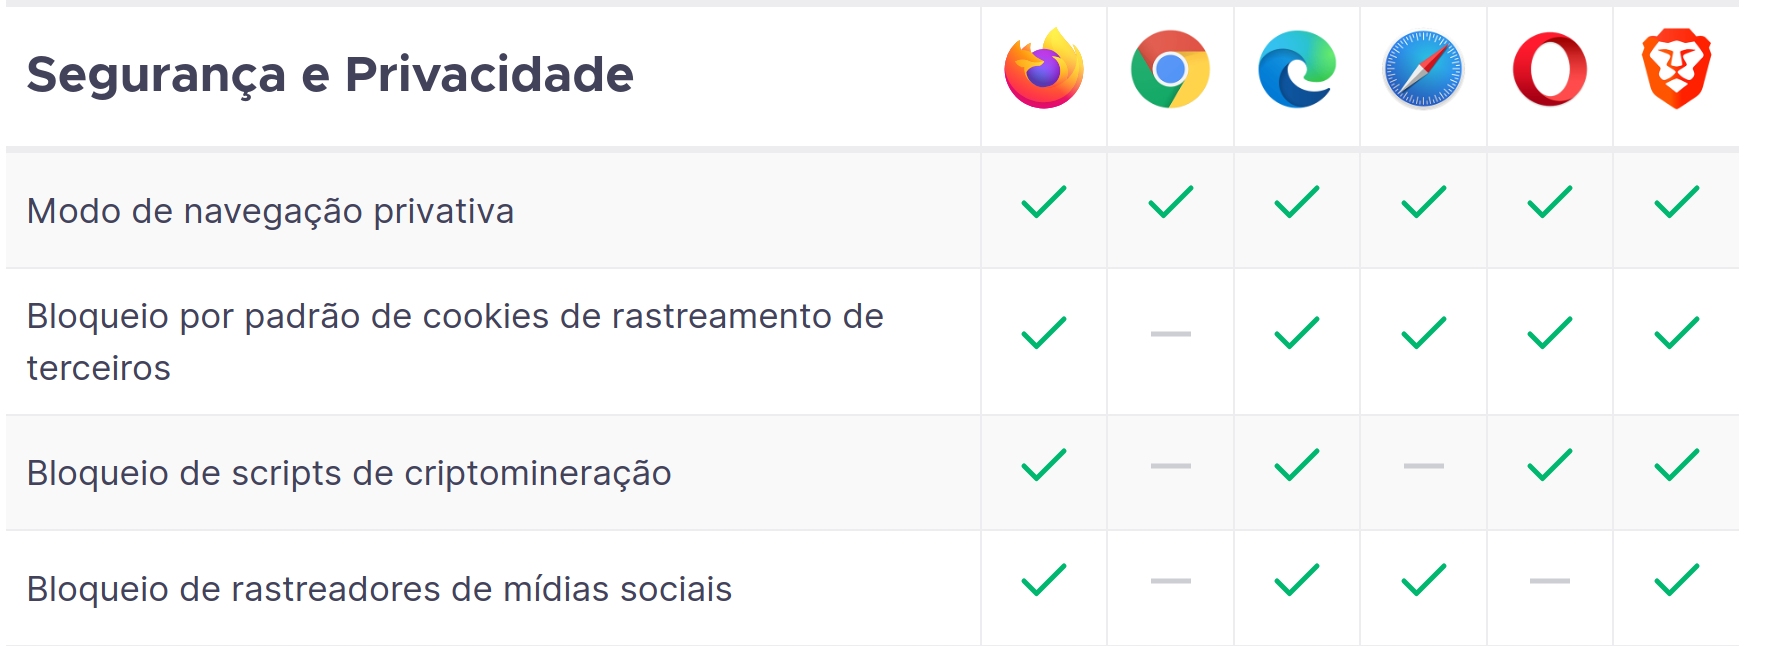 Segurança e Privacidade
Modo de navegação privativa
Bloqueio por padrão de cookies de rastreamento de
terceiros
Bloqueio de scripts de criptomineração
Bloqueio de rastreadores de mídias sociais